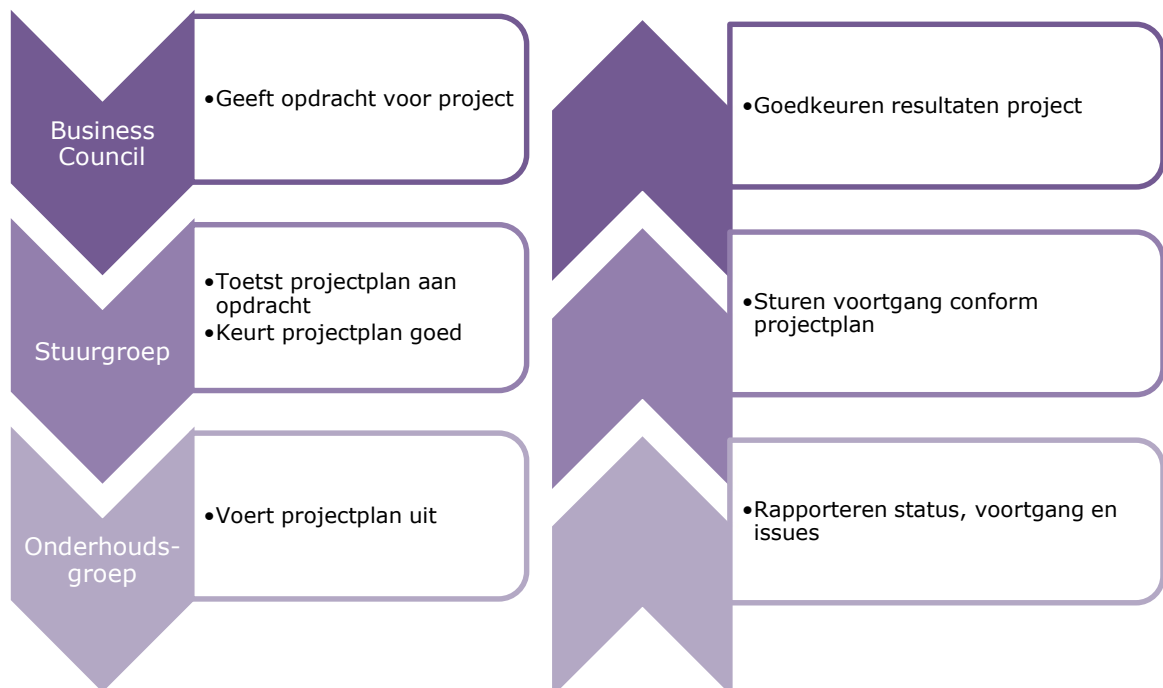 Business
Council
•Geeft opdracht voor project
Stuurgroep
•Toetst projectplan aan
opdracht
•Keurt projectplan goed
Onderhouds-
groep
•Voert projectplan uit
•Goedkeuren resultaten project
•Sturen voortgang conform
projectplan
•Rapporteren status, voortgang en
issues